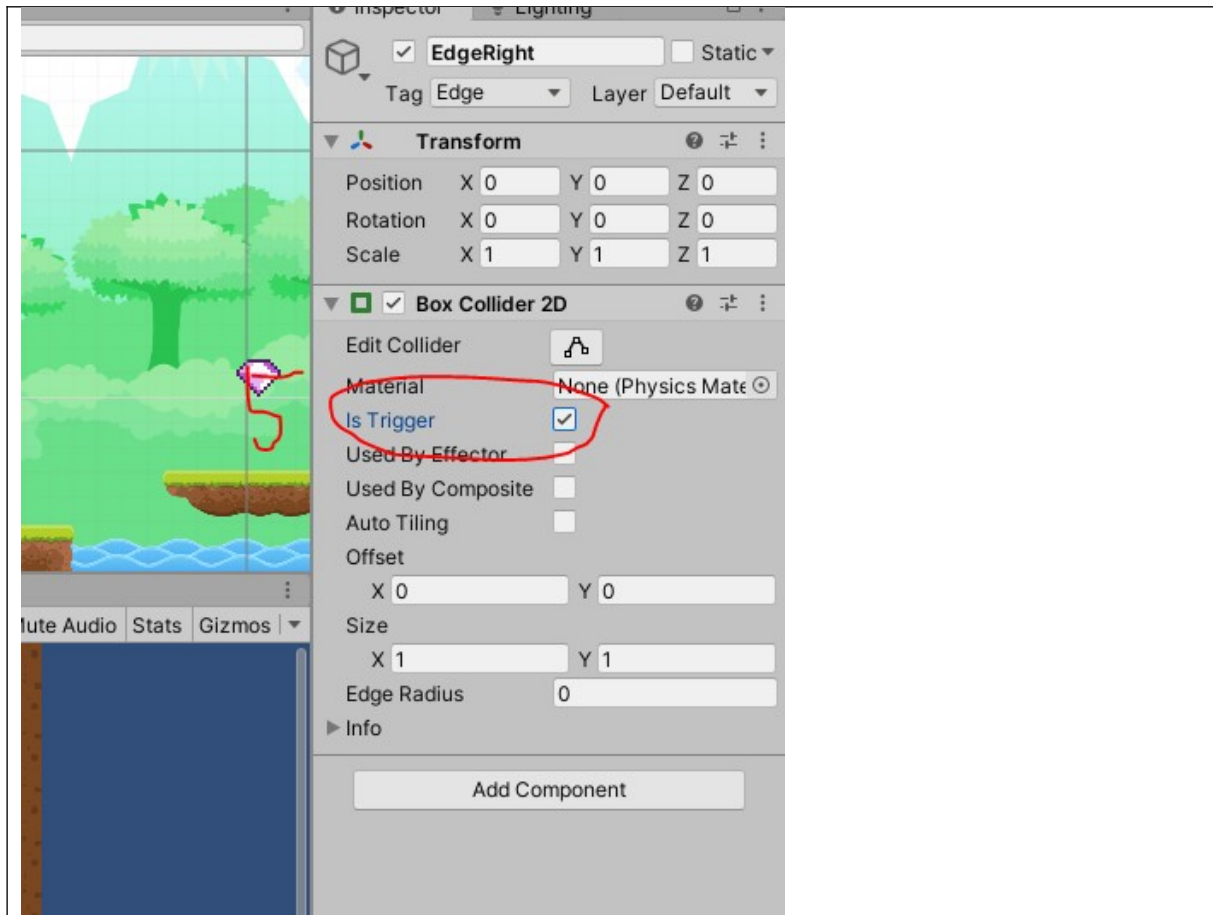 Inspector Lighting
EdgeRight Static
Tag Edge Layer Default
Transform
Position X 0 Y 0 Z 0
Rotation X 0 Y 0 Z 0
Scale X 1 Y 1 Z 1
Box Collider 2D
Edit Collider
Material None (Physics Mate
Is Trigger
Used By Effector
Used By Composite
Auto Tiling
Offset
X 0 Y 0
Mute Audio Stats Gizmos
Size
X 1 Y 1
Edge Radius 0
Info
Add Component
5